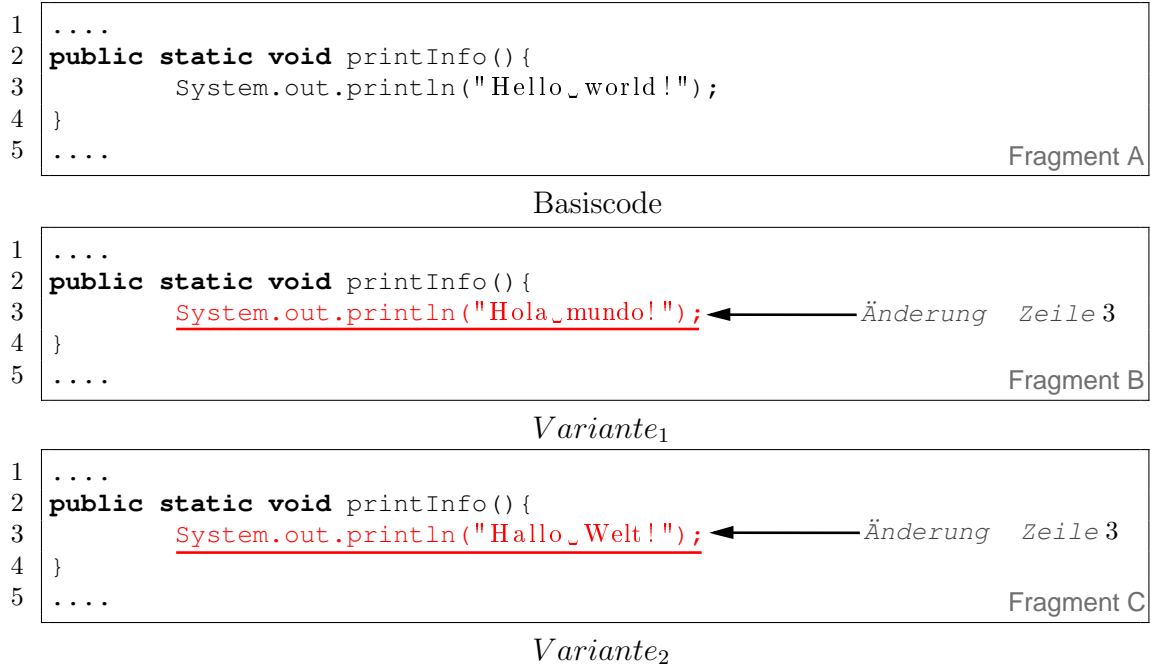 1 ....
2 public static void printInfo(){
3 System.out.println("Hello␣world!");
4 }
5 ....
Fragment A
Basiscode
1 ....
2 public static void printInfo(){
3 System.out.println("Hola␣mundo!"); Änderung Zeile 3
4 }
5 ....
Fragment B
Variante₁
1 ....
2 public static void printInfo(){
3 System.out.println("Hallo␣Welt!"); Änderung Zeile 3
4 }
5 ....
Fragment C
Variante₂